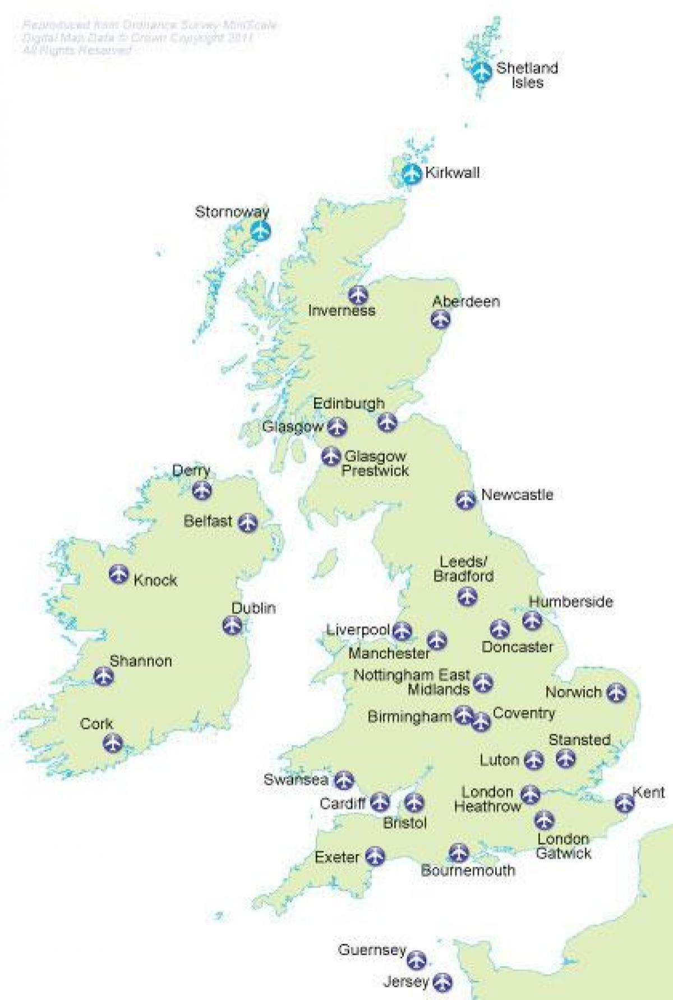 Reproduced from Ordnance Survey MiniScale
Digital Map Data © Crown Copyright 2011
All Rights Reserved
Shetland
Isles
Kirkwall
Stornoway
Inverness
Aberdeen
Edinburgh
Glasgow
Glasgow
Prestwick
Derry
Newcastle
Belfast
Leeds/
Bradford
Knock
Humberside
Dublin
Liverpool
Doncaster
Manchester
Shannon
Nottingham East
Midlands
Norwich
Birmingham
Coventry
Cork
Stansted
Luton
Swansea
London
Heathrow
Kent
Cardiff
Bristol
London
Gatwick
Exeter
Bournemouth
Guernsey
Jersey